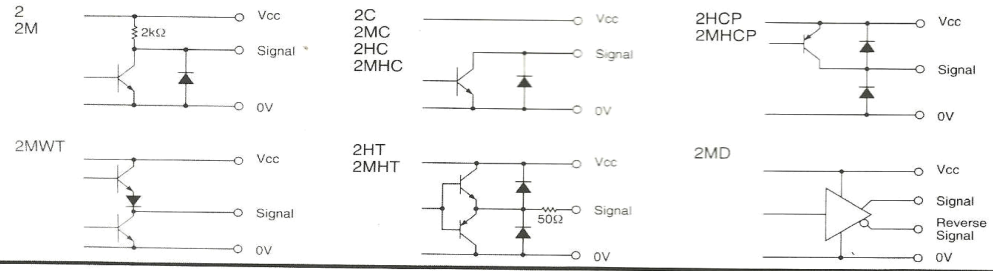 2
2M
Vcc
2kΩ
Signal
0V
2C
2MC
2HC
2MHC
Vcc
Signal
0V
2HCP
2MHCP
Vcc
Signal
0V
2MWT
Vcc
Signal
0V
2HT
2MHT
Vcc
50Ω
Signal
0V
2MD
Vcc
Signal
Reverse
Signal
0V